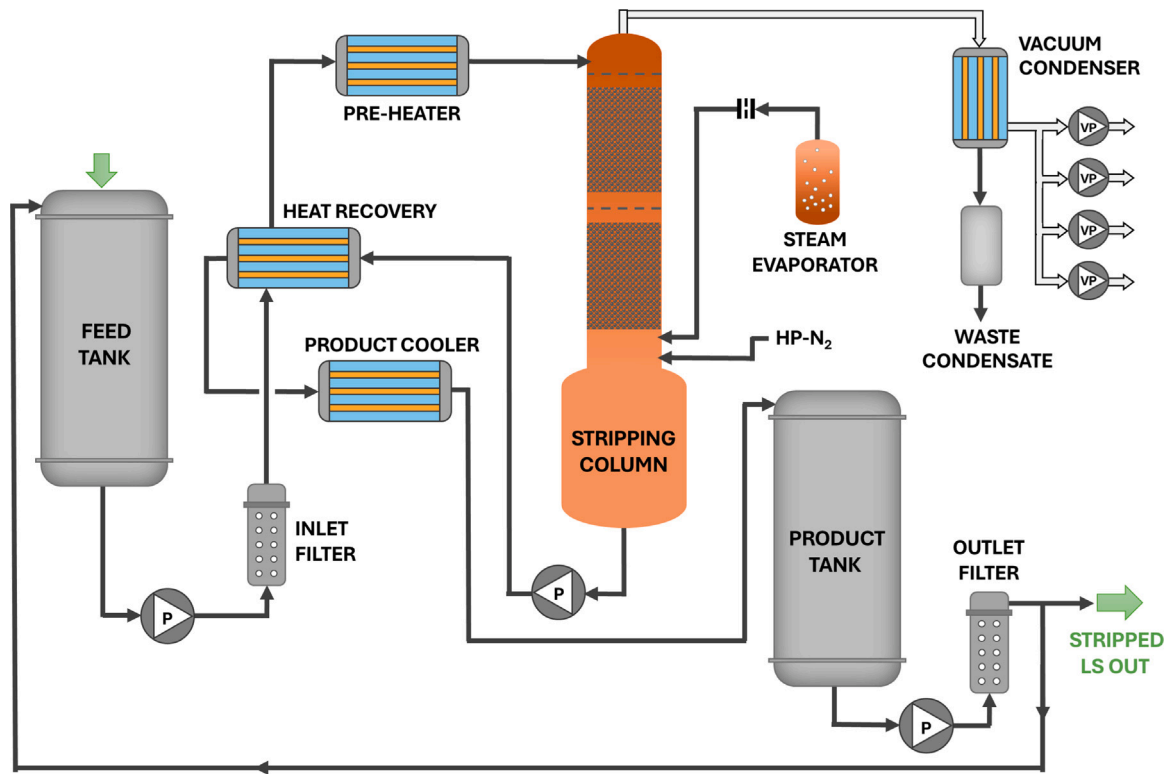 VACUUM
CONDENSER
PRE-HEATER
VP
VP
VP
VP
HEAT RECOVERY
STEAM
EVAPORATOR
FEED
TANK
PRODUCT COOLER
HP-N₂
WASTE
CONDENSATE
STRIPPING
COLUMN
INLET
FILTER
PRODUCT
TANK
OUTLET
FILTER
P
P
STRIPPED
LS OUT
P